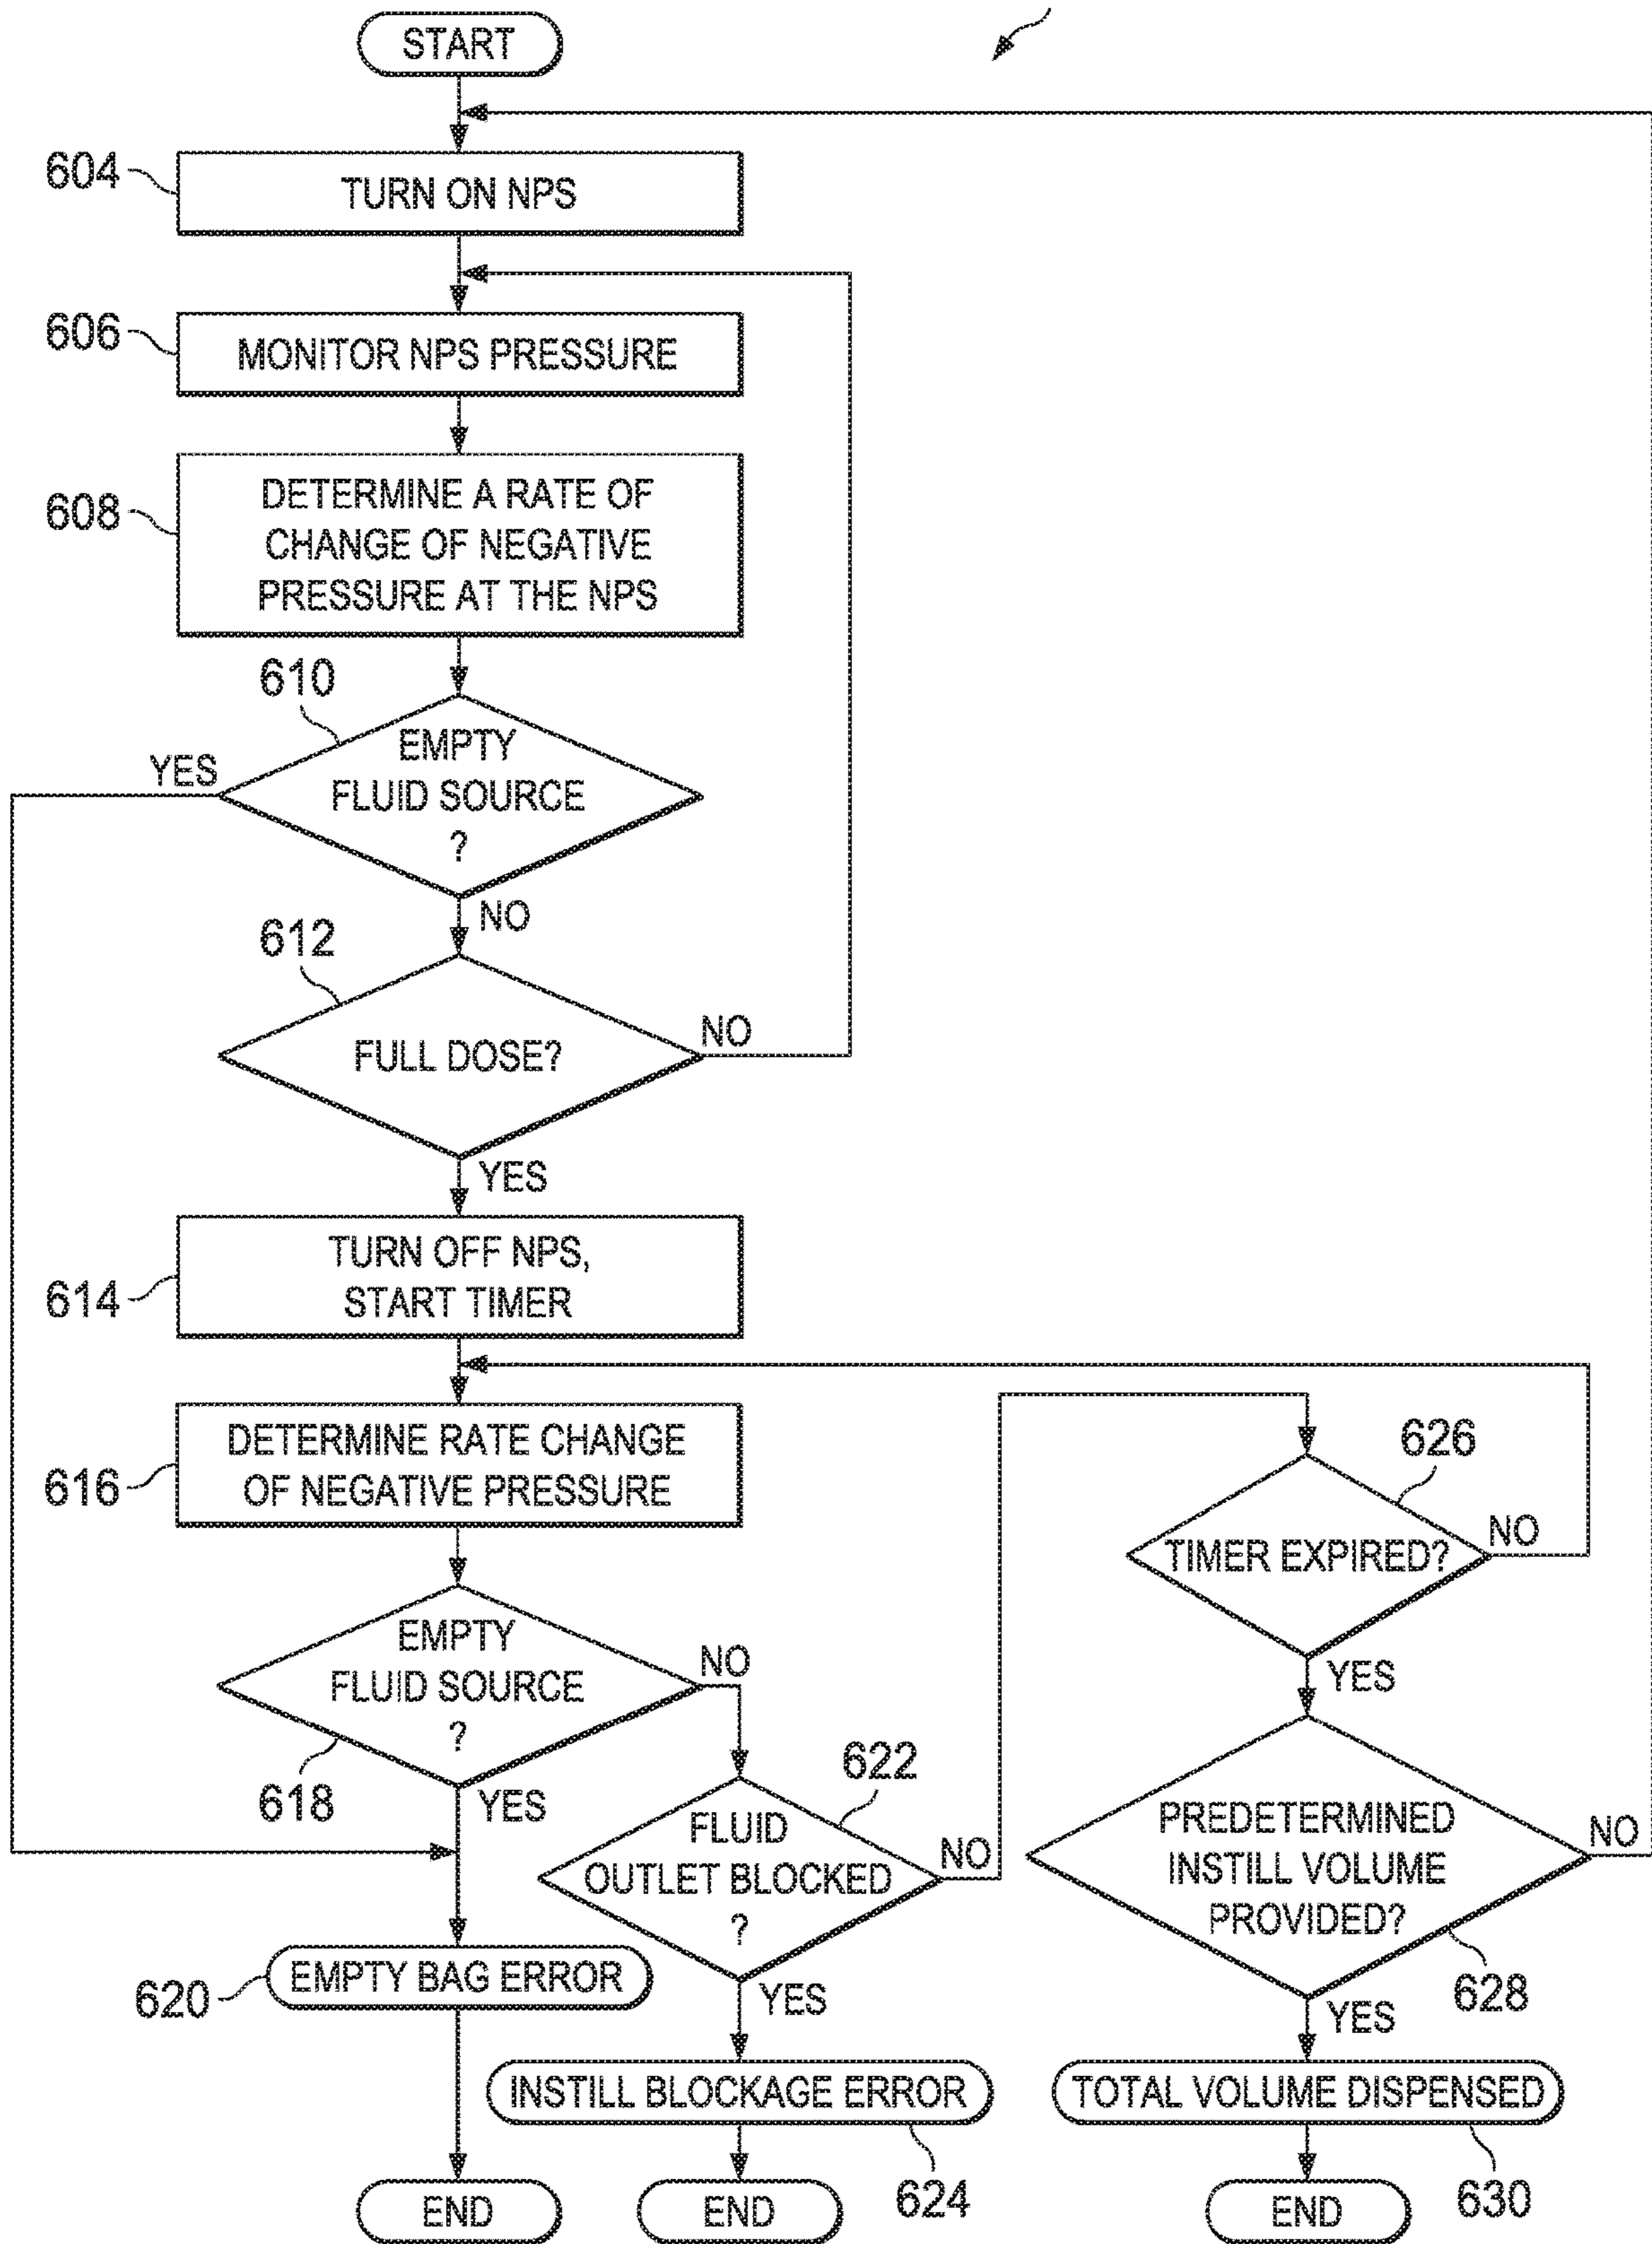 START
604
TURN ON NPS
606
MONITOR NPS PRESSURE
608
DETERMINE A RATE OF
CHANGE OF NEGATIVE
PRESSURE AT THE NPS
610
EMPTY
FLUID SOURCE
?
YES
NO
612
FULL DOSE?
NO
YES
614
TURN OFF NPS,
START TIMER
616
DETERMINE RATE CHANGE
OF NEGATIVE PRESSURE
618
EMPTY
FLUID SOURCE
?
NO
YES
620
EMPTY BAG ERROR
END
622
FLUID
OUTLET BLOCKED
?
NO
YES
INSTILL BLOCKAGE ERROR
624
END
626
TIMER EXPIRED?
NO
YES
PREDETERMINED
INSTILL VOLUME
PROVIDED?
NO
628
YES
TOTAL VOLUME DISPENSED
630
END